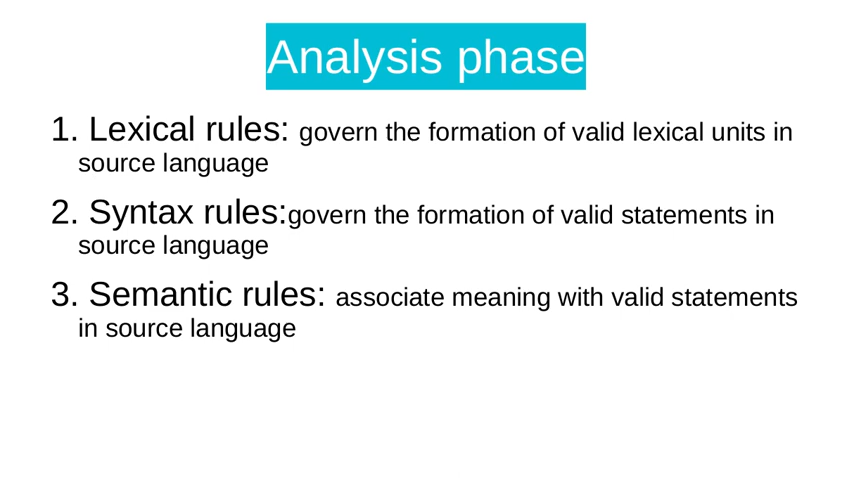 Analysis phase
1. Lexical rules: govern the formation of valid lexical units in
source language
2. Syntax rules:govern the formation of valid statements in
source language
3. Semantic rules: associate meaning with valid statements
in source language